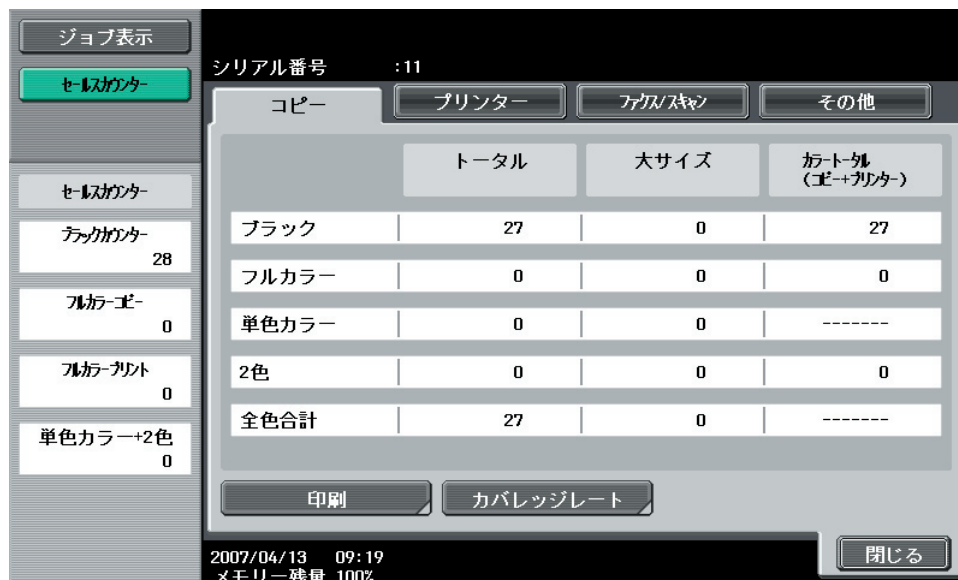 ジョブ表示
セールスカウンター
シリアル番号 :11
コピー プリンター ファクス/スキャン その他
トータル 大サイズ カラートータル
(コピー+プリンター)
ブラック 27 0 27
フルカラー 0 0 0
単色カラー 0 0 -------
2色 0 0 0
全色合計 27 0 -------
セールスカウンター
ブラックカウンター
28
フルカラーコピー
0
フルカラープリント
0
単色カラー+2色
0
印刷 カバレッジレート
2007/04/13 09:19
メモリー残量 100%
閉じる